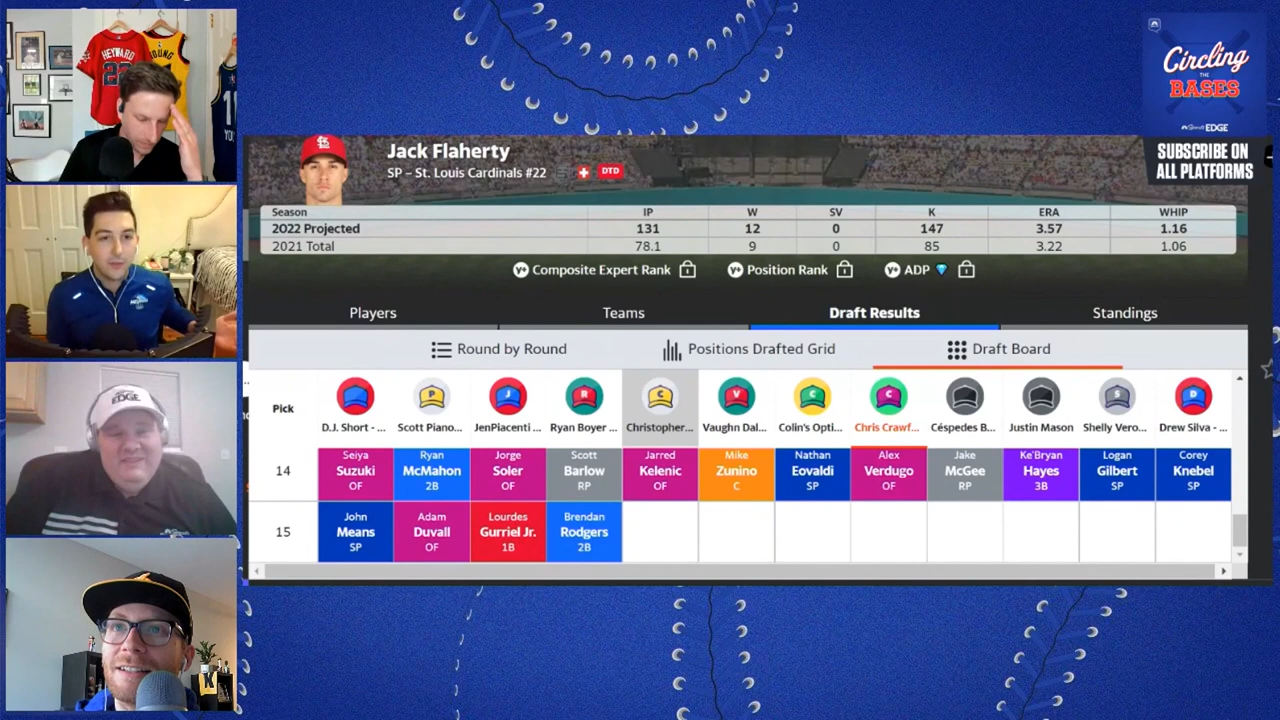 HEYWARD
22
YOUNG
Circling
THE
BASES
EDGE
SUBSCRIBE ON
ALL PLATFORMS
Jack Flaherty
SP – St. Louis Cardinals #22
DTD
Season IP W SV K ERA WHIP
2022 Projected 131 12 0 147 3.57 1.16
2021 Total 78.1 9 0 85 3.22 1.06
Y+ Composite Expert Rank Y+ Position Rank Y+ ADP
Players Teams Draft Results Standings
Round by Round Positions Drafted Grid Draft Board
P J R C V C C S D
Pick D.J. Short - ... Scott Piano... JenPiacenti ... Ryan Boyer ... Christopher... Vaughn Dal... Colin's Opti... Chris Crawf... Céspedes B... Justin Mason Shelly Vero... Drew Silva - ...
Seiya Ryan Jorge Scott Jarred Mike Nathan Alex Jake Ke'Bryan Logan Corey
14 Suzuki McMahon Soler Barlow Kelenic Zunino Eovaldi Verdugo McGee Hayes Gilbert Knebel
OF 2B OF RP OF C SP OF RP 3B SP SP
John Adam Lourdes Brendan
15 Means Duvall Gurriel Jr. Rodgers
SP OF 1B 2B
EDGE